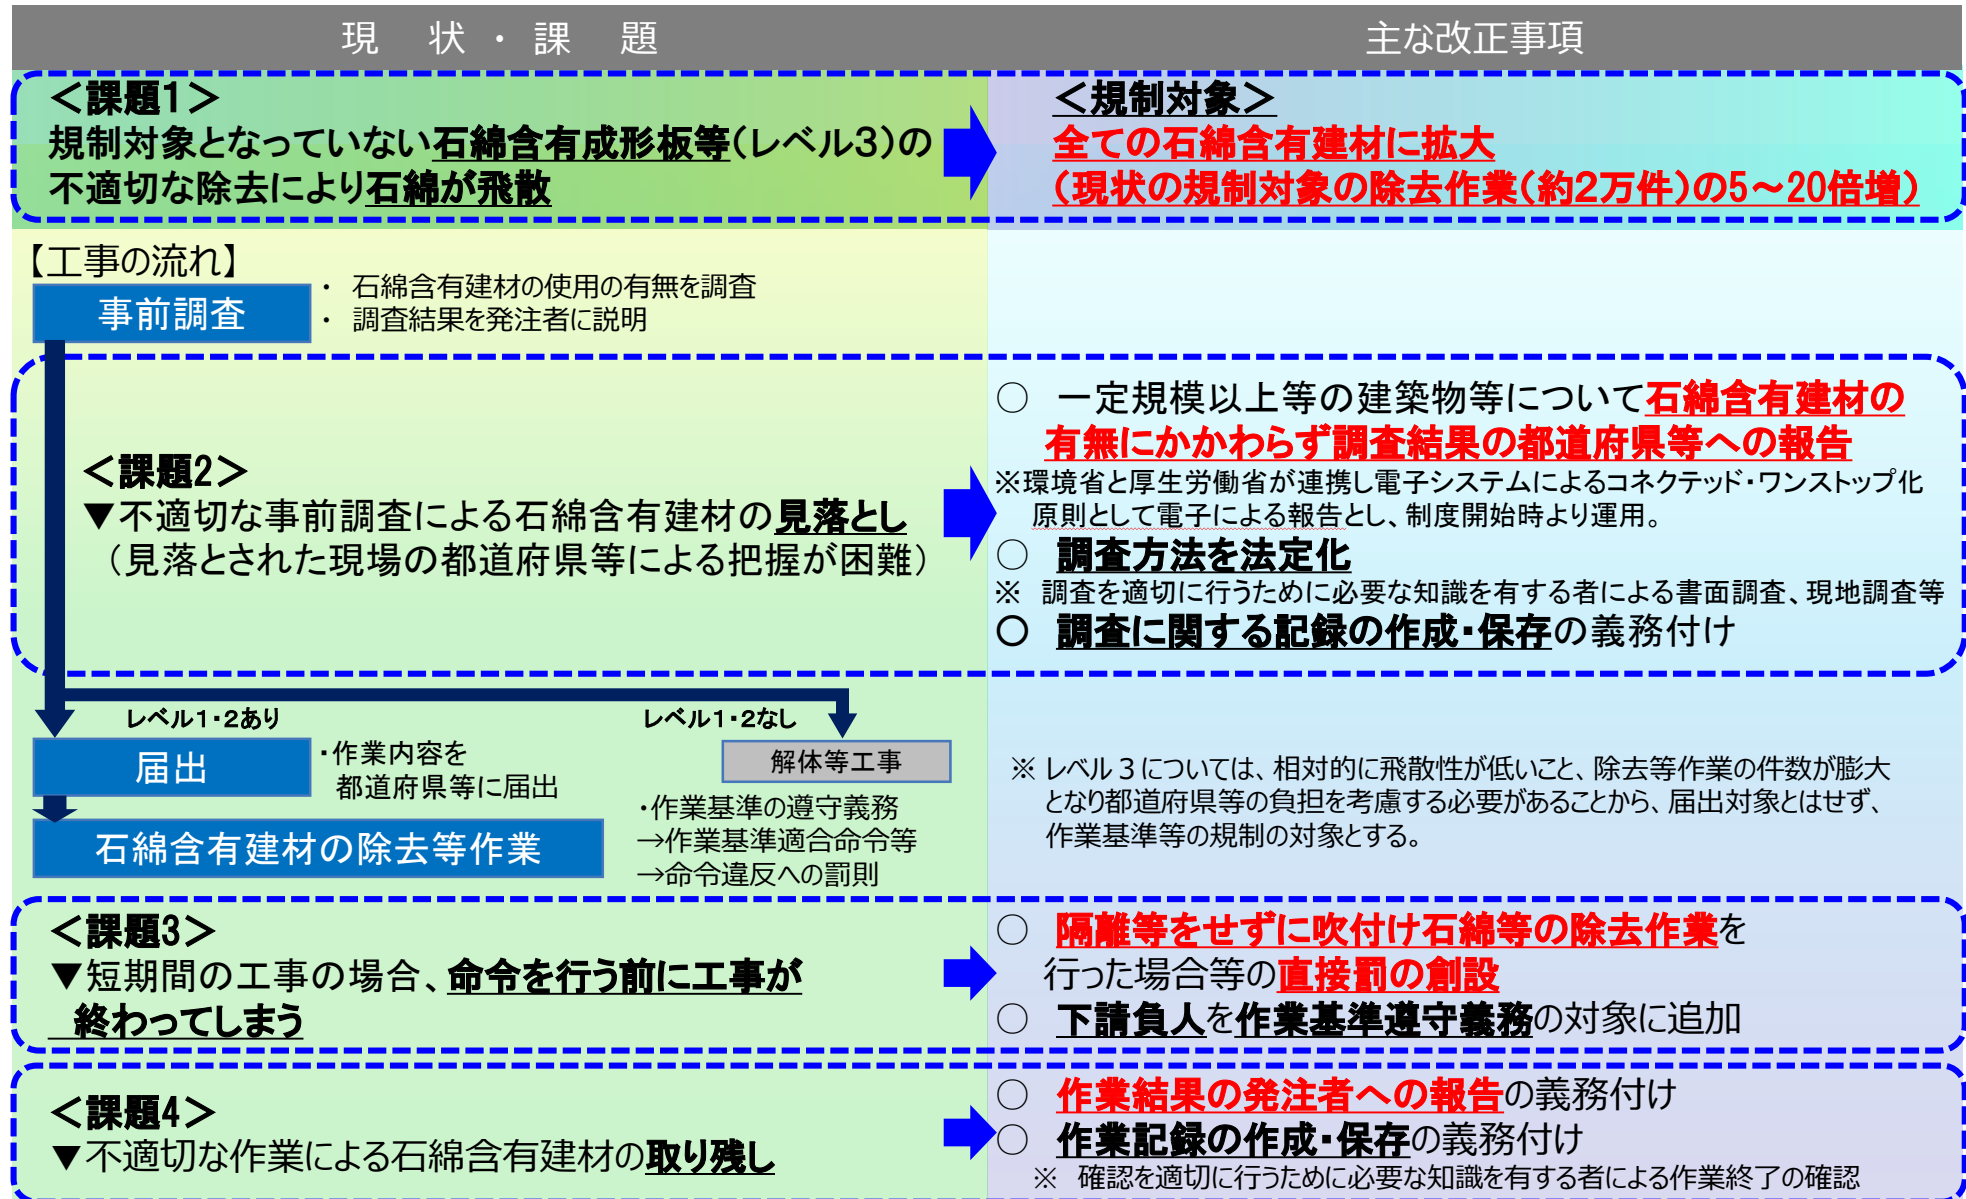 現　状・課　題
主な改正事項
＜課題1＞
規制対象となっていない石綿含有成形板等(レベル3)の
不適切な除去により石綿が飛散
＜規制対象＞
全ての石綿含有建材に拡大
（現状の規制対象の除去作業(約2万件)の5～20倍増）
【工事の流れ】
事前調査
・ 石綿含有建材の使用の有無を調査
・ 調査結果を発注者に説明
＜課題2＞
▼不適切な事前調査による石綿含有建材の見落とし
（見落とされた現場の都道府県等による把握が困難）
○ 一定規模以上等の建築物等について石綿含有建材の
有無にかかわらず調査結果の都道府県等への報告
※環境省と厚生労働省が連携し電子システムによるコネクテッド・ワンストップ化
原則として電子による報告とし、制度開始時より運用。
○ 調査方法を法定化
※ 調査を適切に行うために必要な知識を有する者による書面調査、現地調査等
○ 調査に関する記録の作成・保存の義務付け
レベル1・2あり
レベル1・2なし
届出
・作業内容を
都道府県等に届出
解体等工事
石綿含有建材の除去等作業
・作業基準の遵守義務
→作業基準適合命令等
→命令違反への罰則
※ レベル３については、相対的に飛散性が低いこと、除去等作業の件数が膨大
となり都道府県等の負担を考慮する必要があることから、届出対象とはせず、
作業基準等の規制の対象とする。
＜課題3＞
▼短期間の工事の場合、命令を行う前に工事が
終わってしまう
○ 隔離等をせずに吹付け石綿等の除去作業を
行った場合等の直接罰の創設
○ 下請負人を作業基準遵守義務の対象に追加
＜課題4＞
▼不適切な作業による石綿含有建材の取り残し
○ 作業結果の発注者への報告の義務付け
○ 作業記録の作成・保存の義務付け
※ 確認を適切に行うために必要な知識を有する者による作業終了の確認